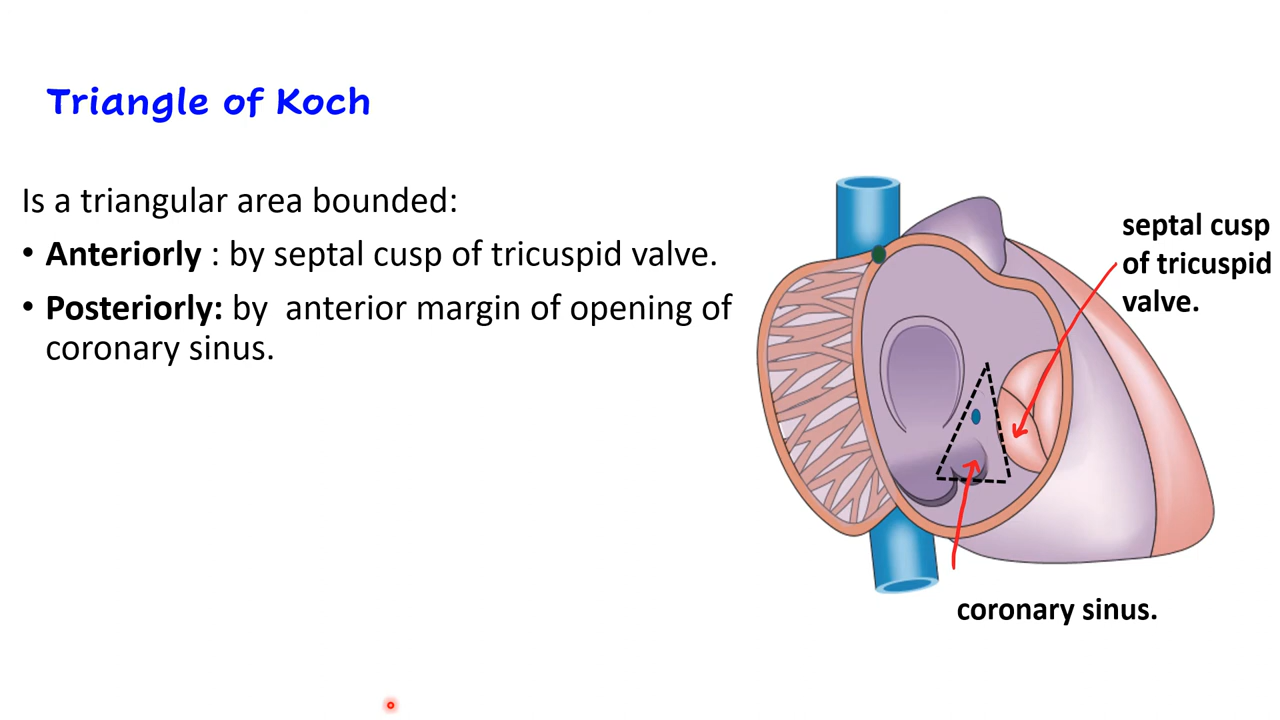 Triangle of Koch
Is a triangular area bounded:
• Anteriorly : by septal cusp of tricuspid valve.
• Posteriorly: by  anterior margin of opening of
coronary sinus.
septal cusp
of tricuspid
valve.
coronary sinus.